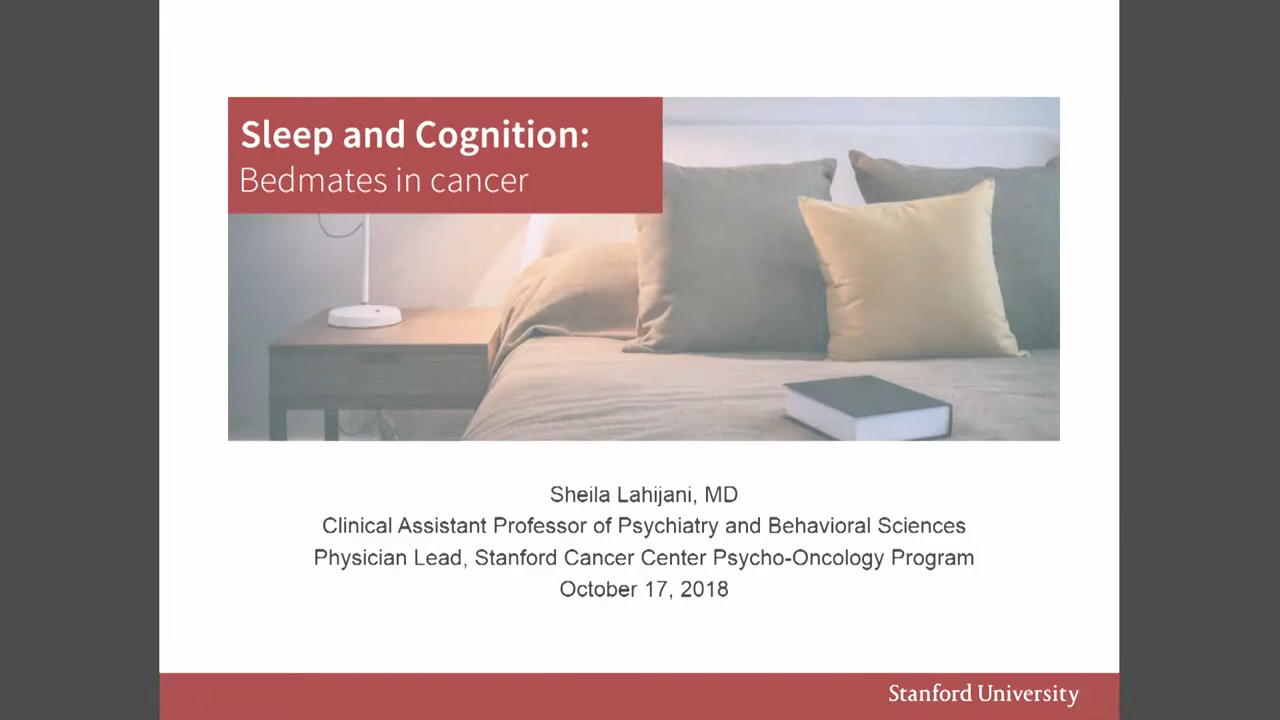 Sleep and Cognition:
Bedmates in cancer
Sheila Lahijani, MD
Clinical Assistant Professor of Psychiatry and Behavioral Sciences
Physician Lead, Stanford Cancer Center Psycho-Oncology Program
October 17, 2018
Stanford University